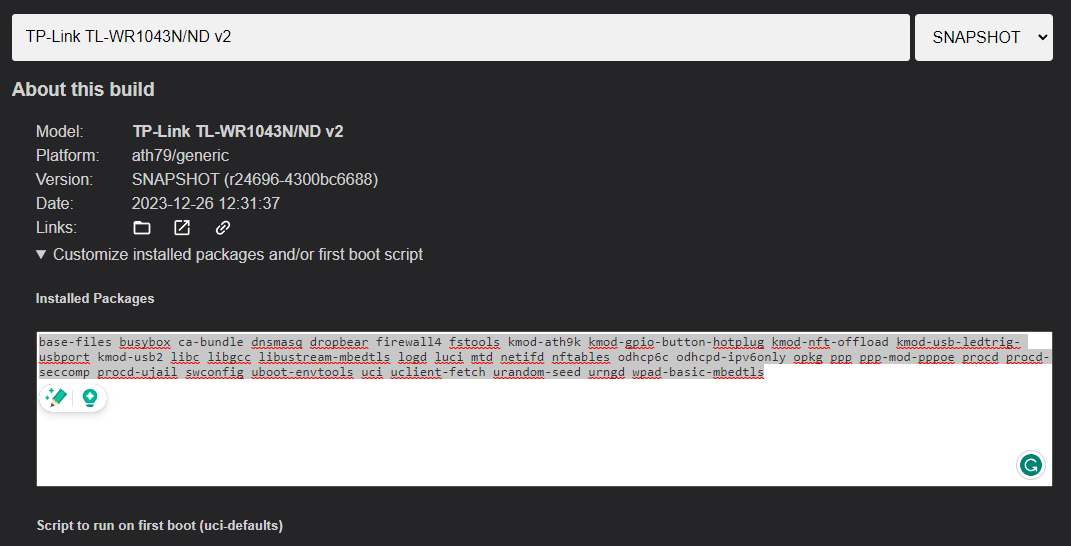 TP-Link TL-WR1043N/ND v2
SNAPSHOT
About this build
Model: TP-Link TL-WR1043N/ND v2
Platform: ath79/generic
Version: SNAPSHOT (r24696-4300bc6688)
Date: 2023-12-26 12:31:37
Links:
▼ Customize installed packages and/or first boot script
Installed Packages
base-files busybox ca-bundle dnsmasq dropbear firewall4 fstools kmod-ath9k kmod-gpio-button-hotplug kmod-nft-offload kmod-usb-ledtrig-
usbport kmod-usb2 libc libgcc libustream-mbedtls logd luci mtd netifd nftables odhcp6c odhcpd-ipv6only opkg ppp ppp-mod-pppoe procd procd-
seccomp procd-ujail swconfig uboot-envtools uci uclient-fetch urandom-seed urngd wpad-basic-mbedtls
Script to run on first boot (uci-defaults)